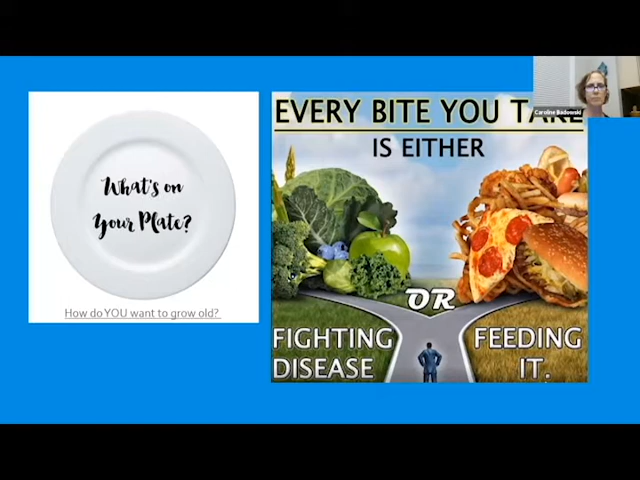 What's on
Your Plate?
How do YOU want to grow old?
EVERY BITE YOU TAKE
IS EITHER
OR
FIGHTING
DISEASE
FEEDING
IT.
Caroline Badowski